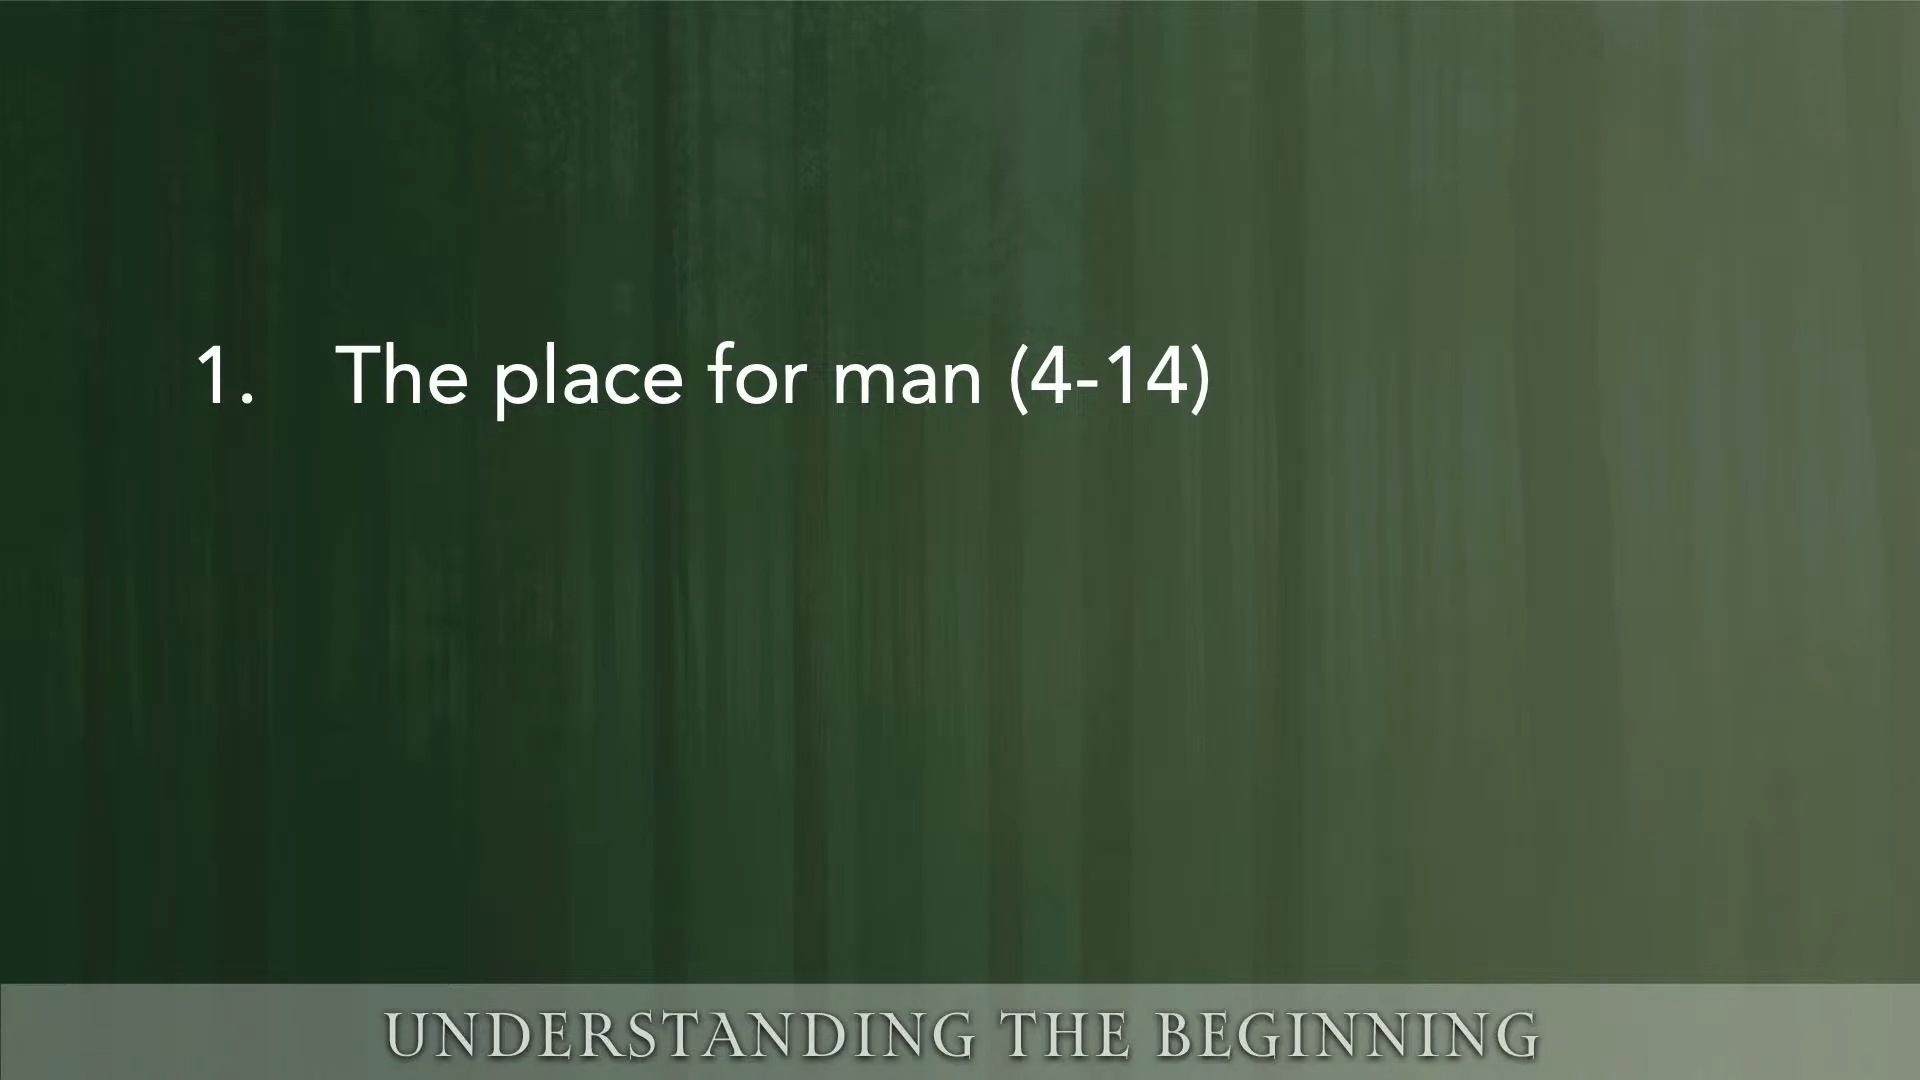 1. The place for man (4-14)
UNDERSTANDING THE BEGINNING